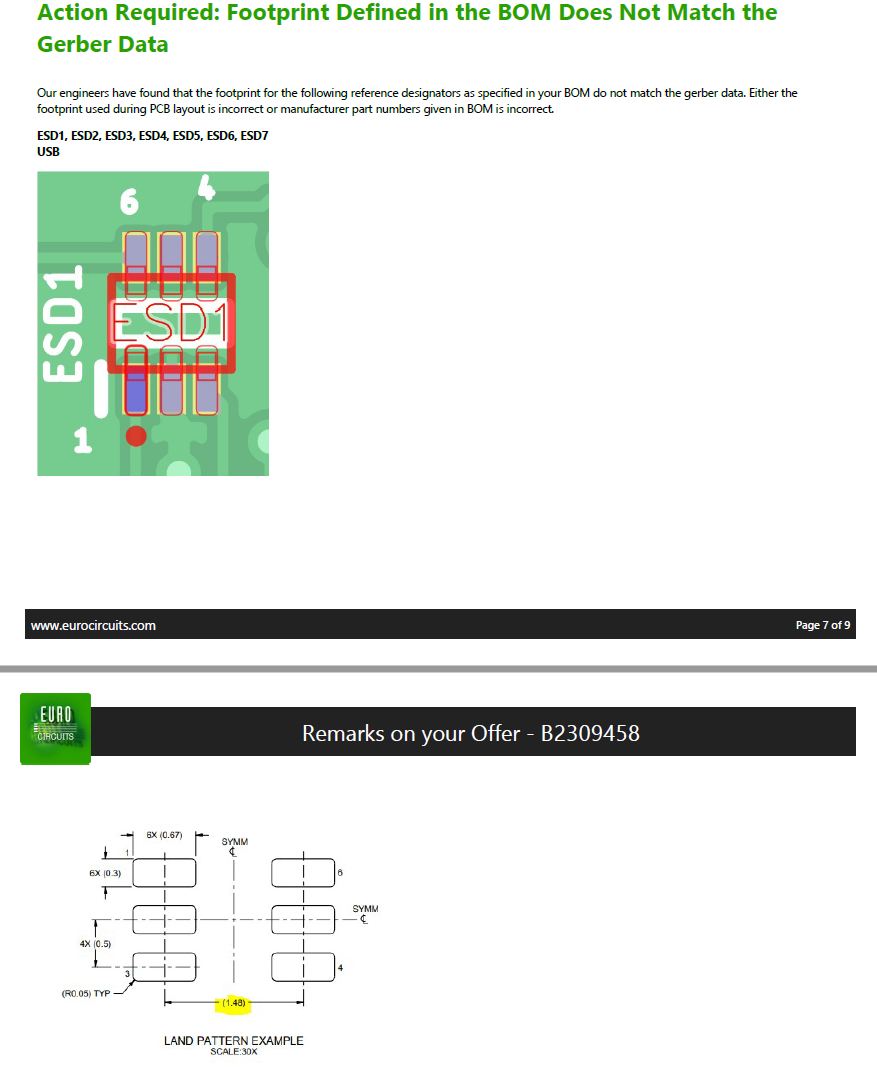 Action Required: Footprint Defined in the BOM Does Not Match the
Gerber Data
Our engineers have found that the footprint for the following reference designators as specified in your BOM do not match the gerber data. Either the
footprint used during PCB layout is incorrect or manufacturer part numbers given in BOM is incorrect.
ESD1, ESD2, ESD3, ESD4, ESD5, ESD6, ESD7
USB
6 4
ESD1
ESD1
1
www.eurocircuits.com Page 7 of 9
EURO
CIRCUITS
Remarks on your Offer - B2309458
6X (0.67)
SYMM
℄
1
6X (0.3)
6
SYMM
℄
4X (0.5)
3
4
(R0.05) TYP
(1.48)
LAND PATTERN EXAMPLE
SCALE:30X